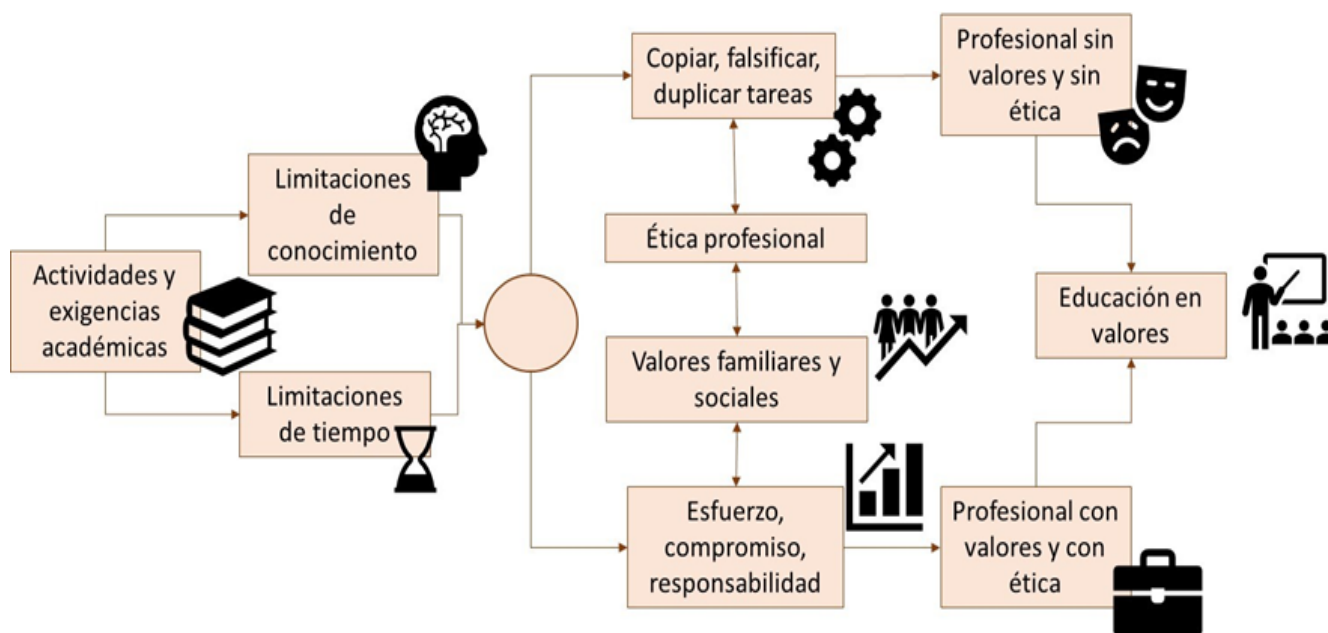 Actividades y
exigencias
académicas
Limitaciones
de
conocimiento
Limitaciones
de tiempo
Copiar, falsificar,
duplicar tareas
Ética profesional
Valores familiares y
sociales
Esfuerzo,
compromiso,
responsabilidad
Profesional sin
valores y sin
ética
Educación en
valores
Profesional con
valores y con
ética